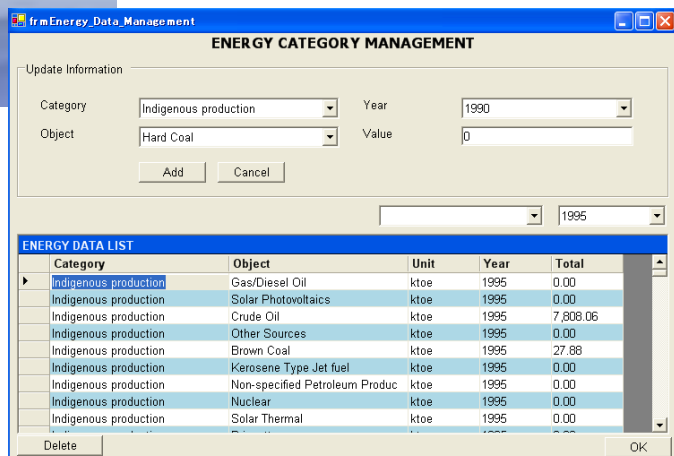 frmEnergy_Data_Management
ENERGY CATEGORY MANAGEMENT
Update Information
Category Indigenous production Year 1990
Object Hard Coal Value 0
Add Cancel
1995
ENERGY DATA LIST
Category Object Unit Year Total
Indigenous production Gas/Diesel Oil ktoe 1995 0.00
Indigenous production Solar Photovoltaics ktoe 1995 0.00
Indigenous production Crude Oil ktoe 1995 7,808.06
Indigenous production Other Sources ktoe 1995 0.00
Indigenous production Brown Coal ktoe 1995 27.88
Indigenous production Kerosene Type Jet fuel ktoe 1995 0.00
Indigenous production Non-specified Petroleum Produc ktoe 1995 0.00
Indigenous production Nuclear ktoe 1995 0.00
Indigenous production Solar Thermal ktoe 1995 0.00
Delete OK